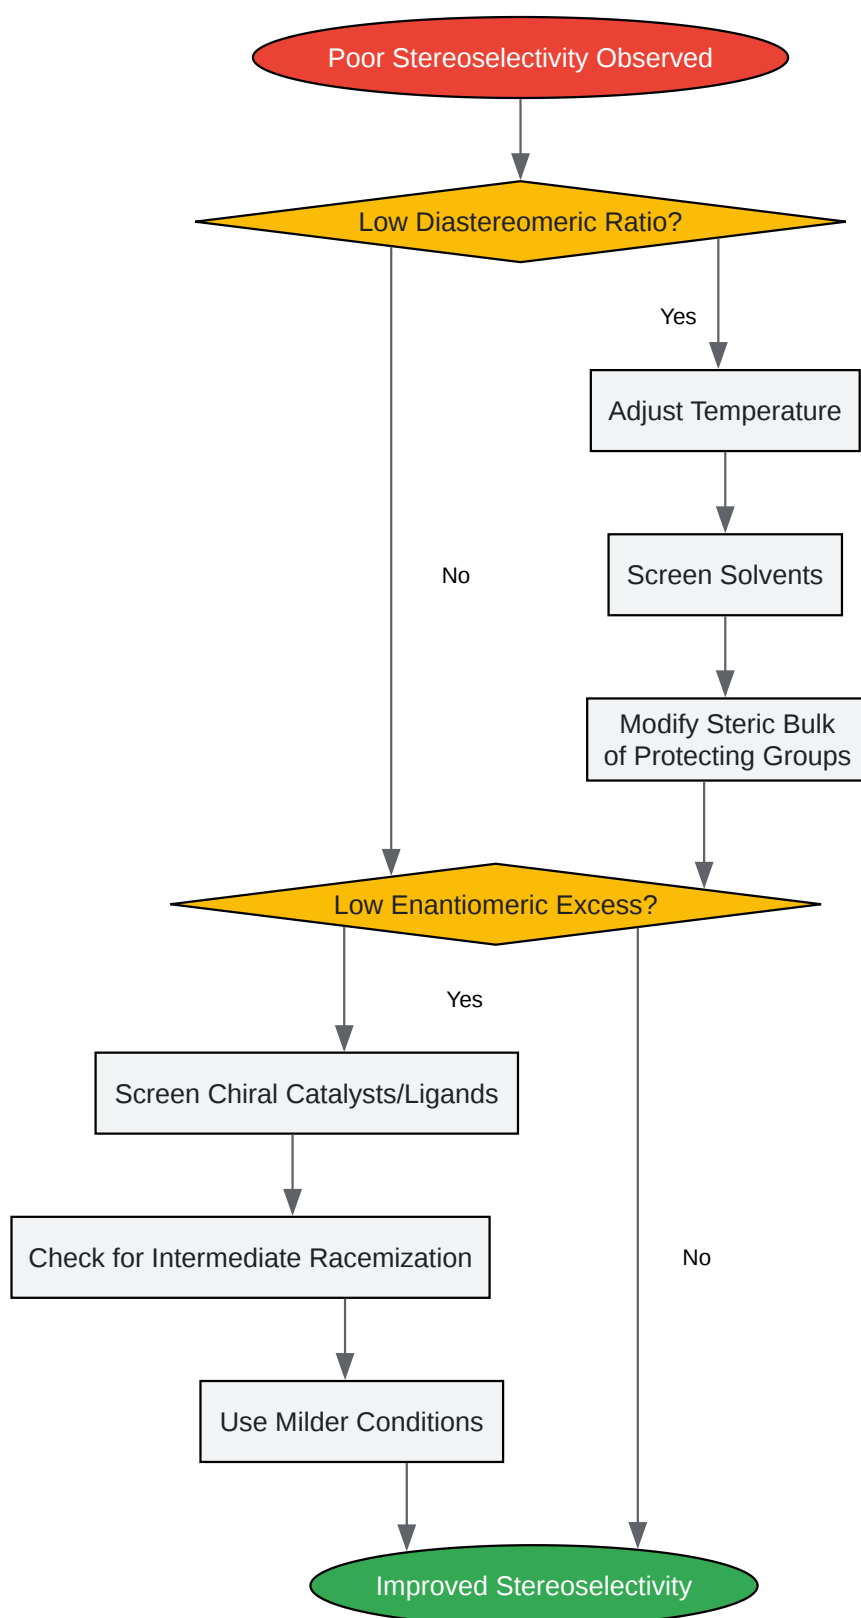 Poor Stereoselectivity Observed
Low Diastereomeric Ratio?
Yes
Adjust Temperature
No
Screen Solvents
Modify Steric Bulk
of Protecting Groups
Low Enantiomeric Excess?
Yes
Screen Chiral Catalysts/Ligands
Check for Intermediate Racemization
No
Use Milder Conditions
Improved Stereoselectivity